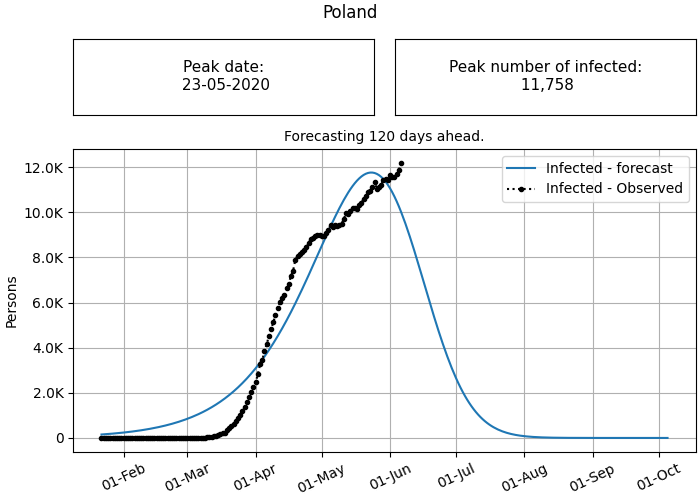 Poland
Peak date:
23-05-2020
Peak number of infected:
11,758
Forecasting 120 days ahead.
Infected - forecast
Infected - Observed
Persons
12.0K
10.0K
8.0K
6.0K
4.0K
2.0K
0
01-Feb
01-Mar
01-Apr
01-May
01-Jun
01-Jul
01-Aug
01-Sep
01-Oct